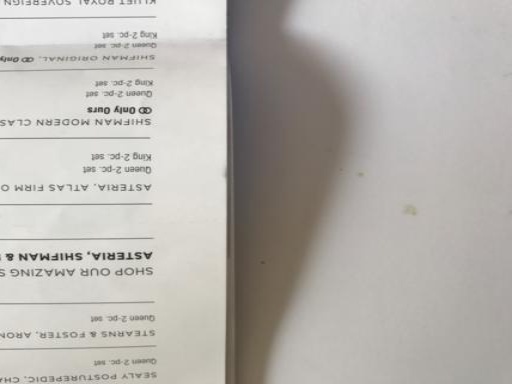 SEALY POSTUREPEDIC, CHA
Queen 2-pc. set
STEARNS & FOSTER, ARON
Queen 2-pc. set
SHOP OUR AMAZING S
ASTERIA, SHIFMAN &
ASTERIA, ATLAS FIRM O
Queen 2-pc. set
King 2-pc. set
SHIFMAN MODERN CLAS
Only Ours
Queen 2-pc. set
King 2-pc. set
SHIFMAN ORIGINAL, Only
Queen 2-pc. set
King 2-pc. set
KLUFT ROYAL SOVEREIGN